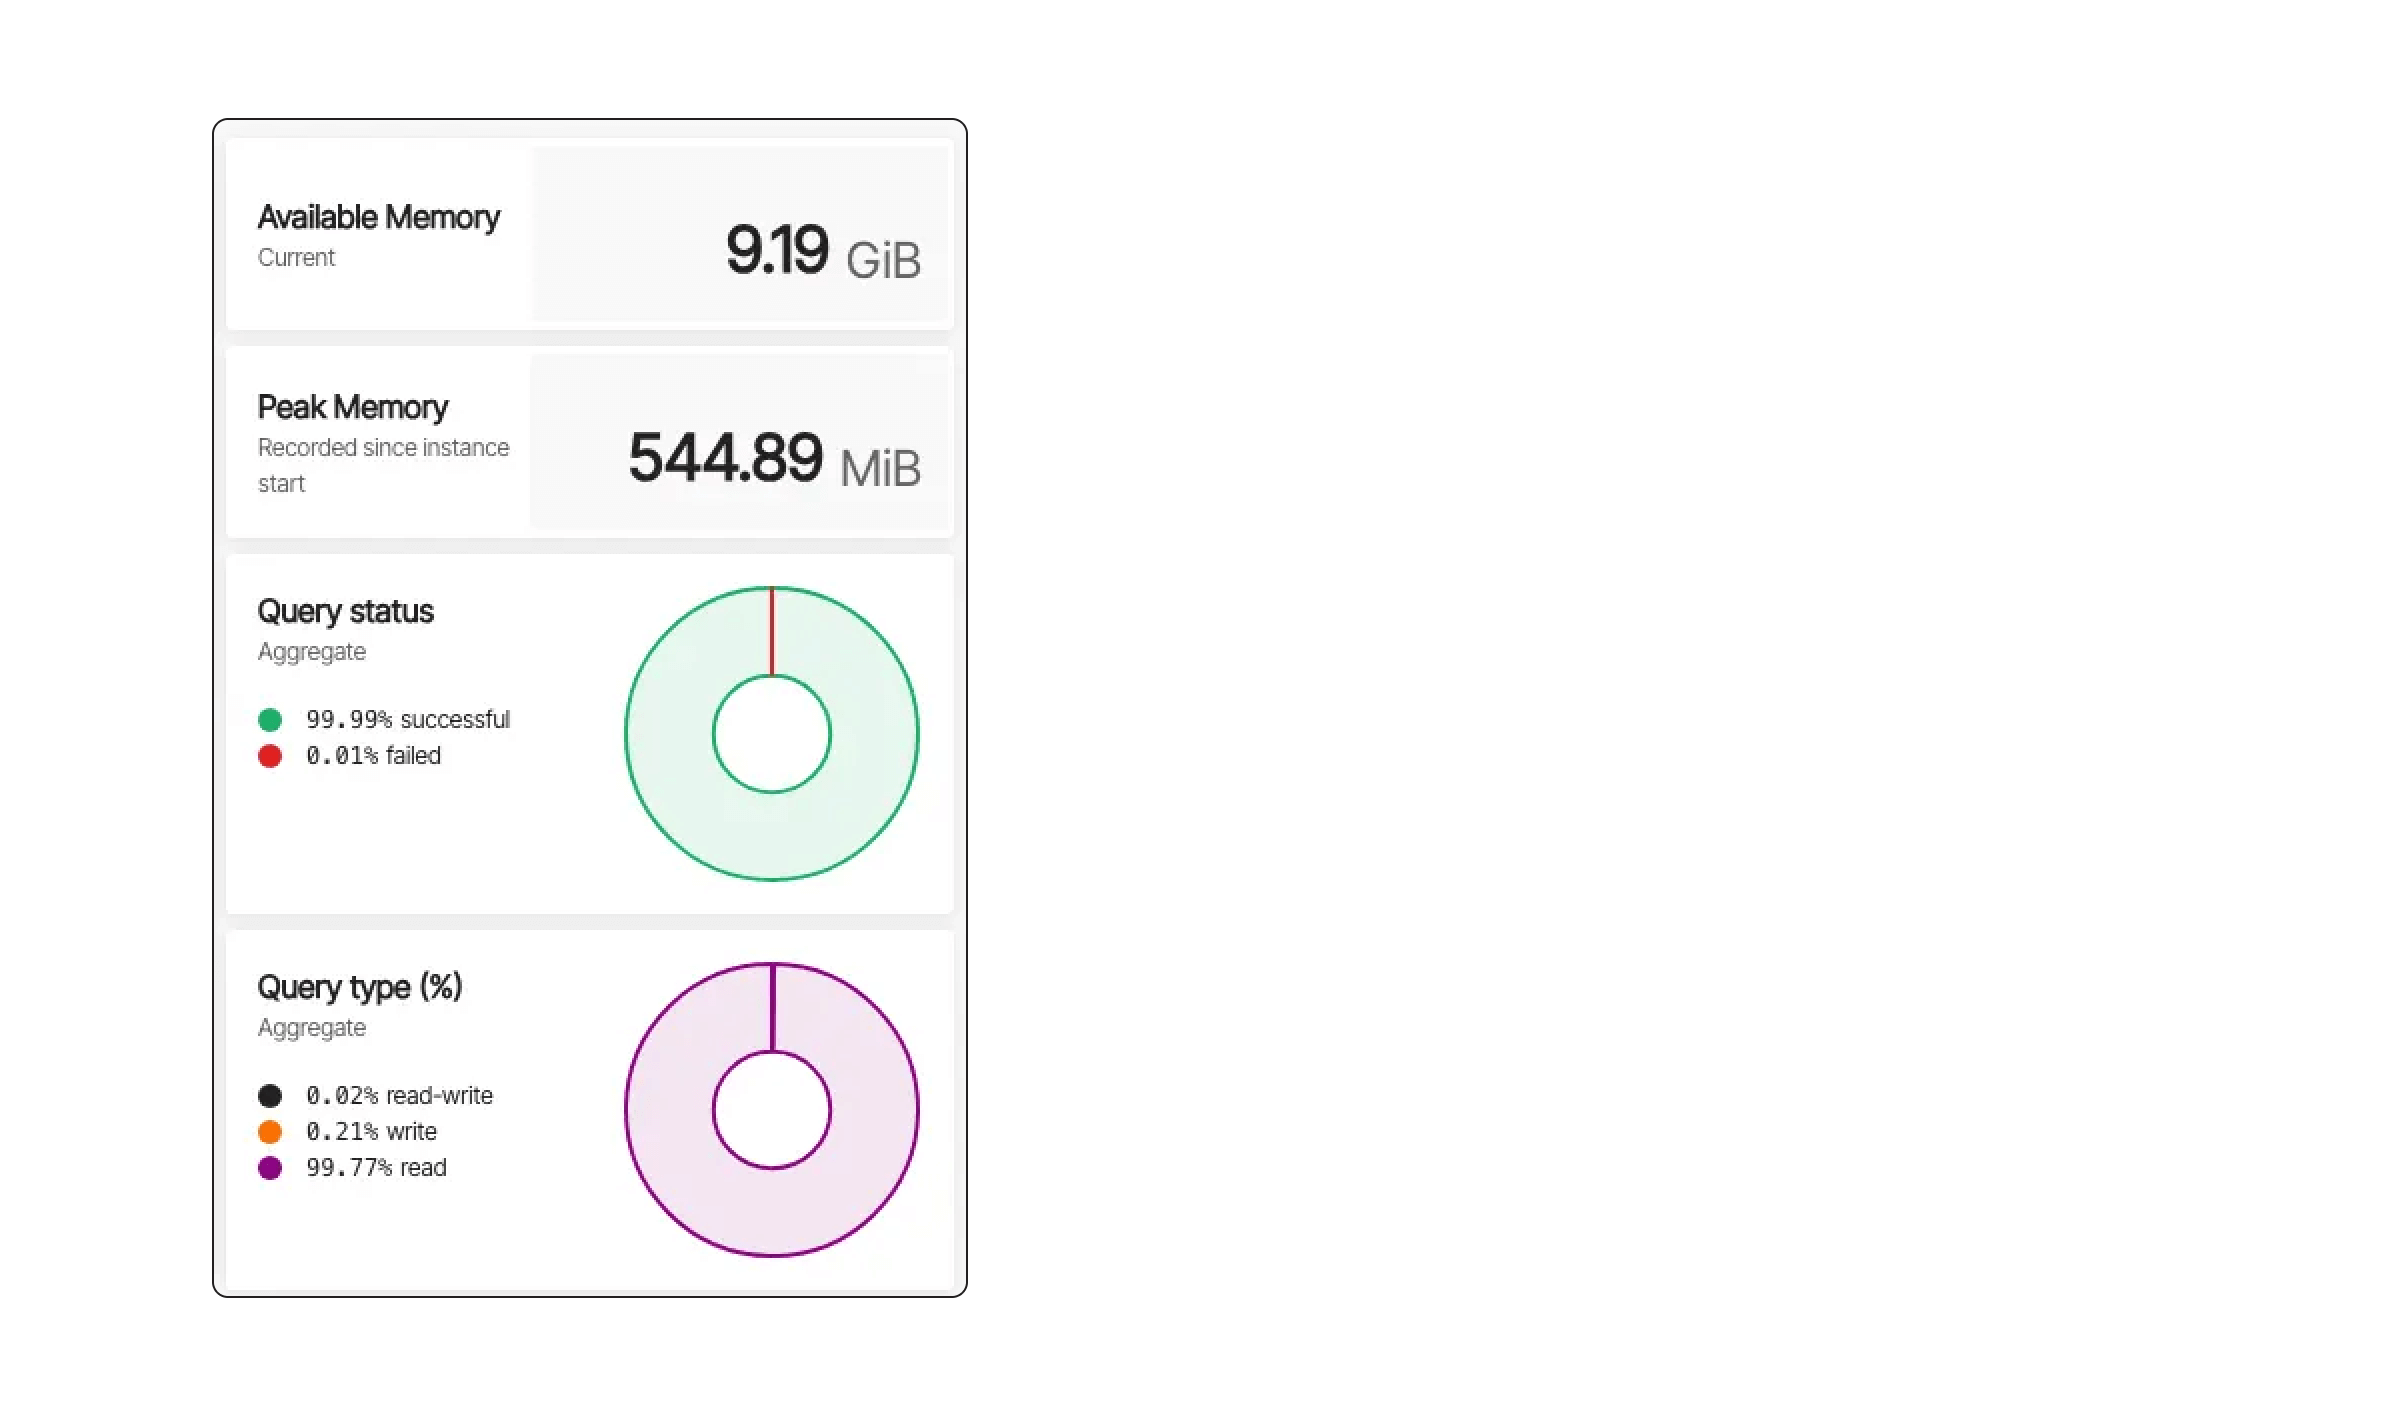 Available Memory
Current
9.19 GiB
Peak Memory
Recorded since instance
start
544.89 MiB
Query status
Aggregate
99.99% successful
0.01% failed
Query type (%)
Aggregate
0.02% read-write
0.21% write
99.77% read